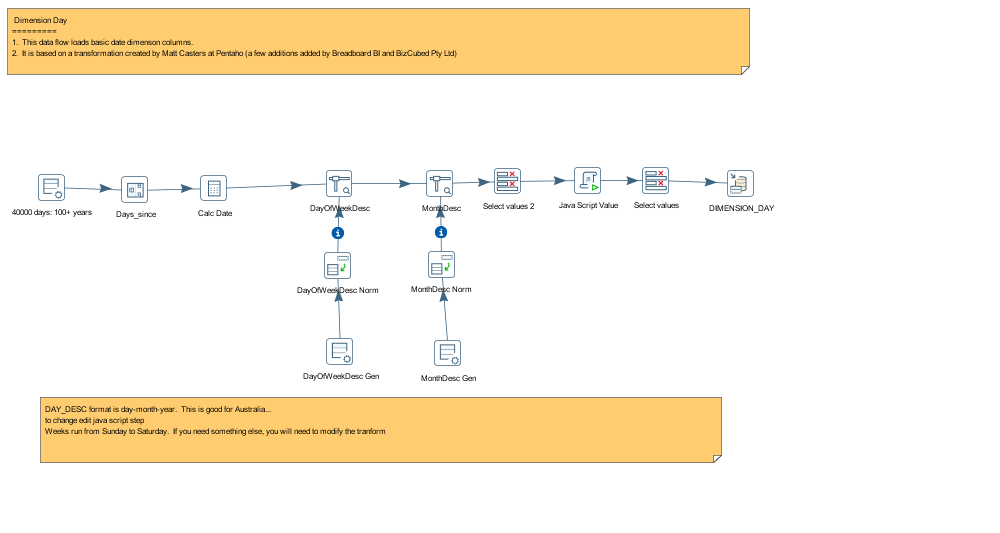 Dimension Day
=========
1.  This data flow loads basic date dimenson columns.
2.  It is based on a transformation created by Matt Casters at Pentaho (a few additions added by Breadboard BI and BizCubed Pty Ltd)
40000 days: 100+ years
Days_since
Calc Date
DayOfWeekDesc
MonthDesc
Select values 2
Java Script Value
Select values
DIMENSION_DAY
DayOfWeekDesc Norm
MonthDesc Norm
DayOfWeekDesc Gen
MonthDesc Gen
DAY_DESC format is day-month-year.  This is good for Australia...
to change edit java script step
Weeks run from Sunday to Saturday.  If you need something else, you will need to modify the tranform